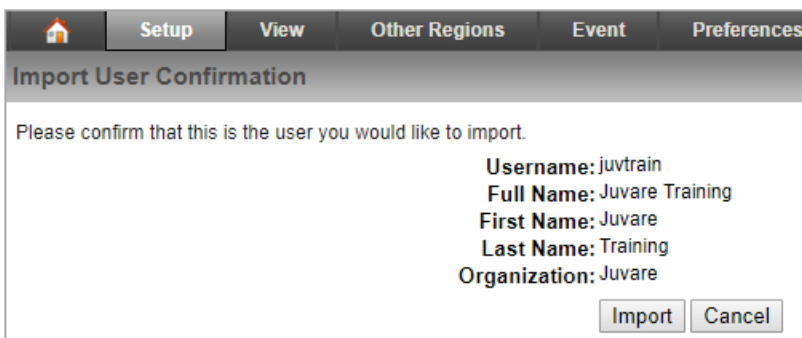 Setup View Other Regions Event Preferences
Import User Confirmation
Please confirm that this is the user you would like to import.
Username: juvtrain
Full Name: Juvare Training
First Name: Juvare
Last Name: Training
Organization: Juvare
Import Cancel